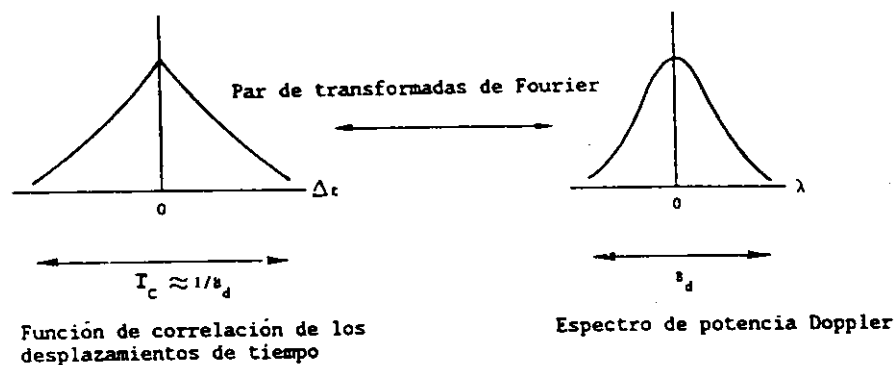 Par de transformadas de Fourier
Δt
0
λ
0
T_c ≈ 1/B_d
B_d
Función de correlación de los
desplazamientos de tiempo
Espectro de potencia Doppler